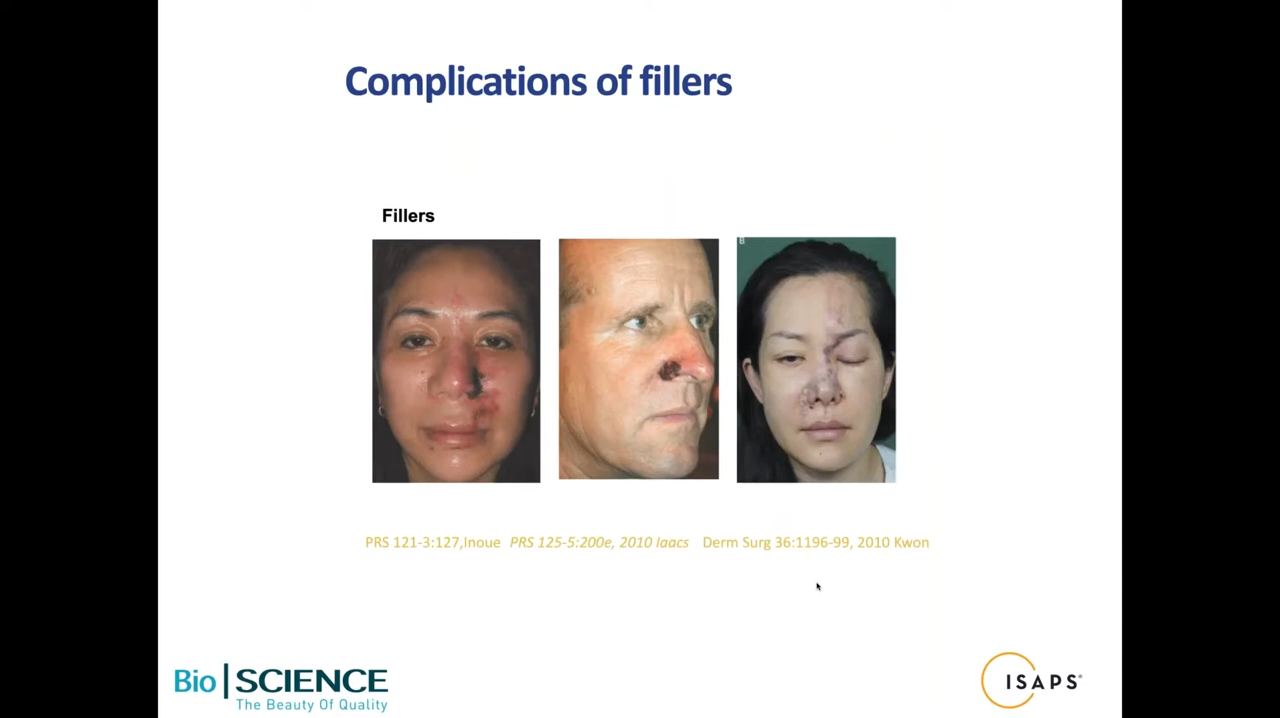 Complications of fillers
Fillers
B
PRS 121-3:127,Inoue PRS 125-5:200e, 2010 Iaacs Derm Surg 36:1196-99, 2010 Kwon
Bio|SCIENCE
The Beauty Of Quality
ISAPS®